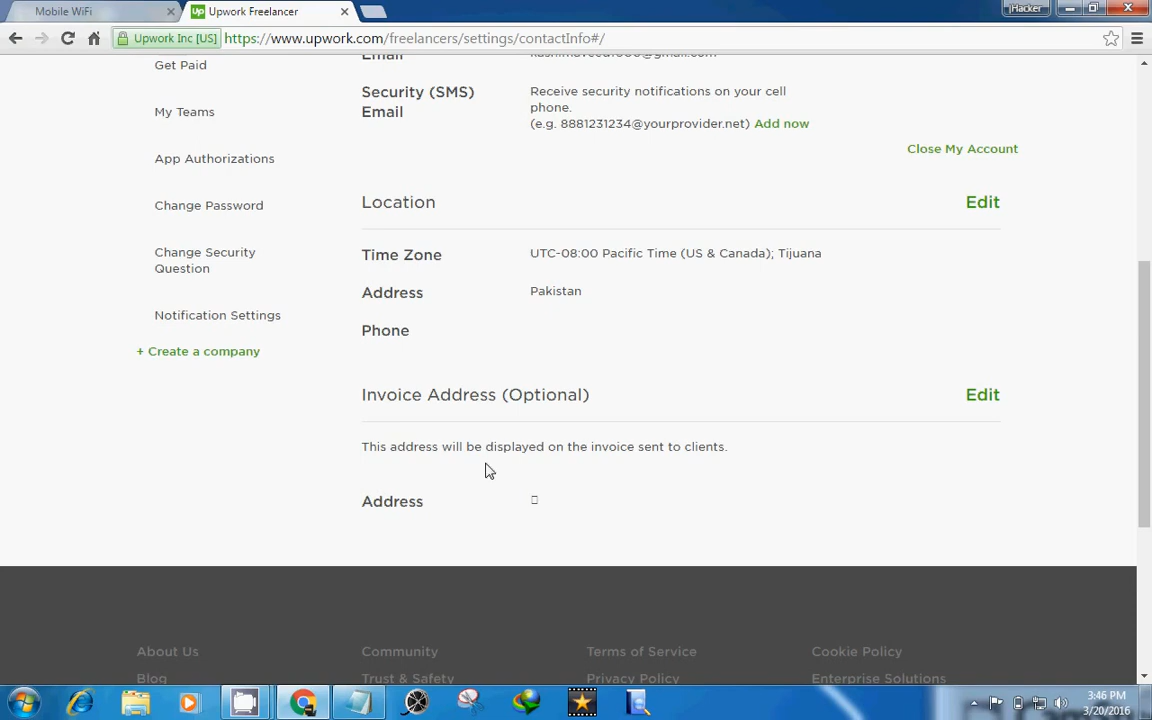 Mobile WiFi
Upwork Freelancer
jHacker
Upwork Inc [US] https://www.upwork.com/freelancers/settings/contactInfo#/
Get Paid
My Teams
App Authorizations
Change Password
Change Security
Question
Notification Settings
+ Create a company
Email
Security (SMS)
Email
Receive security notifications on your cell
phone.
(e.g. 8881231234@yourprovider.net) Add now
Close My Account
Location Edit
Time Zone UTC-08:00 Pacific Time (US & Canada); Tijuana
Address Pakistan
Phone
Invoice Address (Optional) Edit
This address will be displayed on the invoice sent to clients.
Address
About Us Community Terms of Service Cookie Policy
Blog Trust & Safety Privacy Policy Enterprise Solutions
3:46 PM
3/20/2016